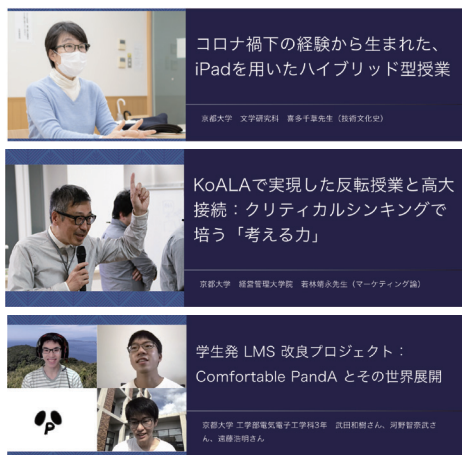 コロナ禍下の経験から生まれた、
iPadを用いたハイブリッド型授業
京都大学 文学研究科 喜多千草先生（技術文化史）
KoALAで実現した反転授業と高大
接続：クリティカルシンキングで
培う「考える力」
京都大学 経営管理大学院 若林靖永先生（マーケティング論）
学生発 LMS 改良プロジェクト：
Comfortable PandA とその世界展開
京都大学 工学部電気電子工学科3年 武田和樹さん、河野智奈武さ
ん、遠藤浩明さん
P